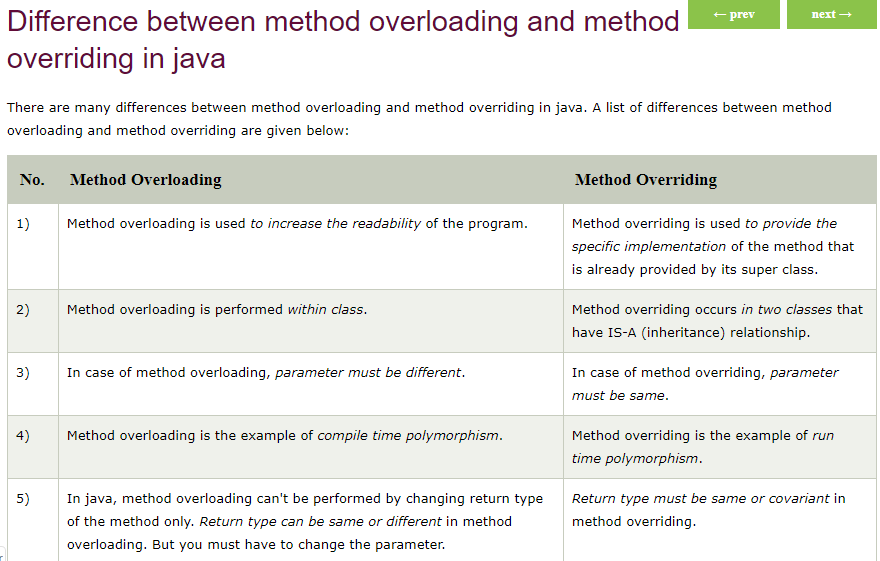 Difference between method overloading and method
overriding in java
← prev
next →
There are many differences between method overloading and method overriding in java. A list of differences between method
overloading and method overriding are given below:
No. Method Overloading Method Overriding
1) Method overloading is used to increase the readability of the program. Method overriding is used to provide the
specific implementation of the method that
is already provided by its super class.
2) Method overloading is performed within class. Method overriding occurs in two classes that
have IS-A (inheritance) relationship.
3) In case of method overloading, parameter must be different. In case of method overriding, parameter
must be same.
4) Method overloading is the example of compile time polymorphism. Method overriding is the example of run
time polymorphism.
5) In java, method overloading can't be performed by changing return type Return type must be same or covariant in
of the method only. Return type can be same or different in method method overriding.
overloading. But you must have to change the parameter.